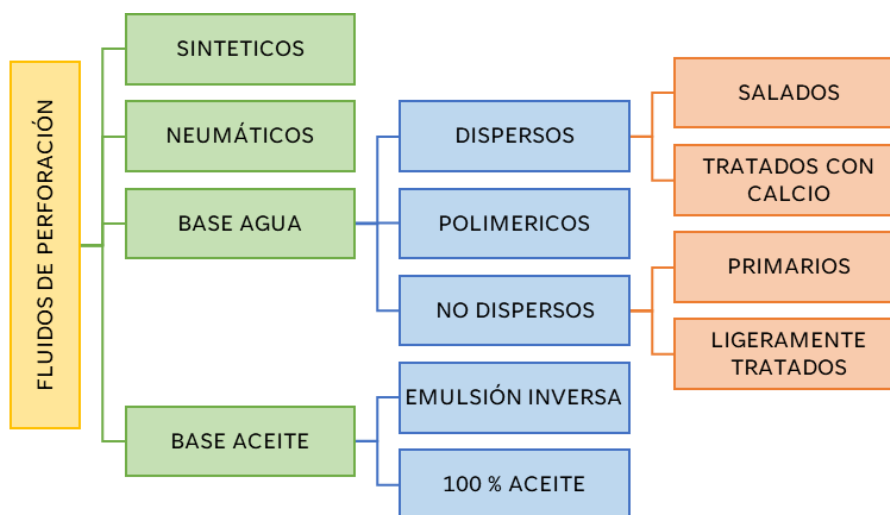 FLUIDOS DE PERFORACIÓN
SINTETICOS
NEUMÁTICOS
BASE AGUA
BASE ACEITE
DISPERSOS
POLIMERICOS
NO DISPERSOS
EMULSIÓN INVERSA
100 % ACEITE
SALADOS
TRATADOS CON
CALCIO
PRIMARIOS
LIGERAMENTE
TRATADOS